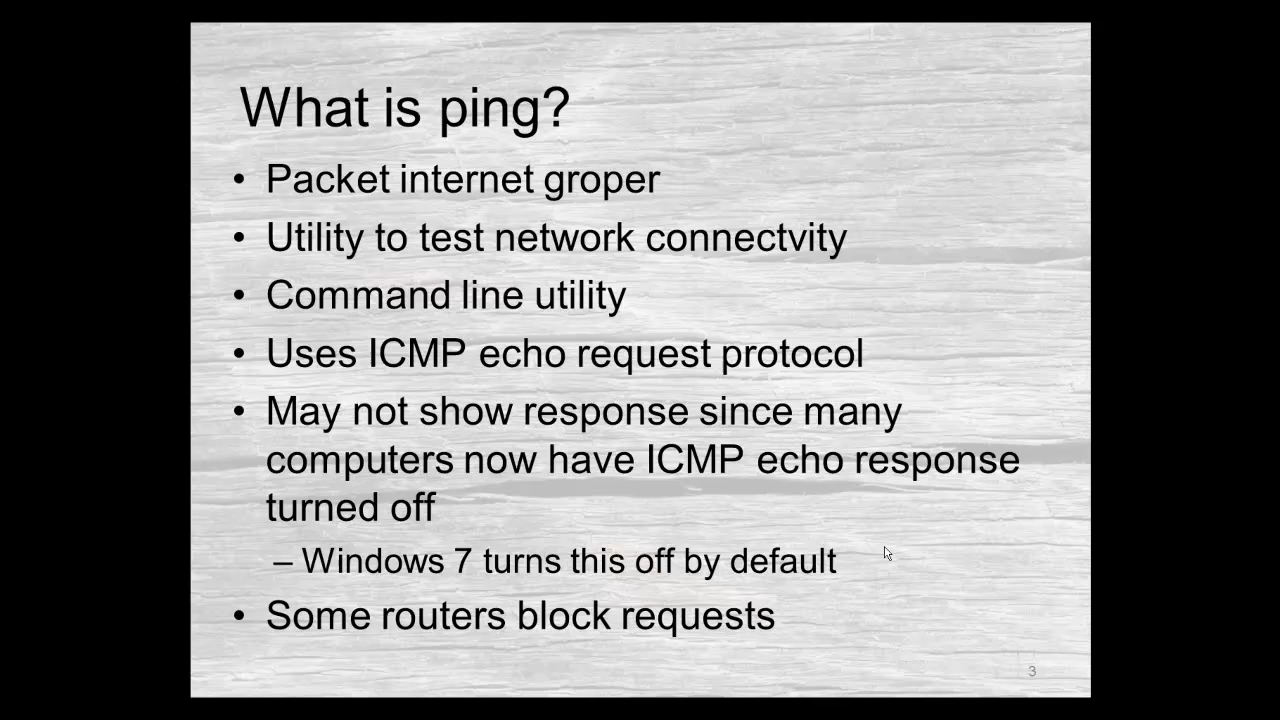 What is ping?
• Packet internet groper
• Utility to test network connectvity
• Command line utility
• Uses ICMP echo request protocol
• May not show response since many
computers now have ICMP echo response
turned off
– Windows 7 turns this off by default
• Some routers block requests
3